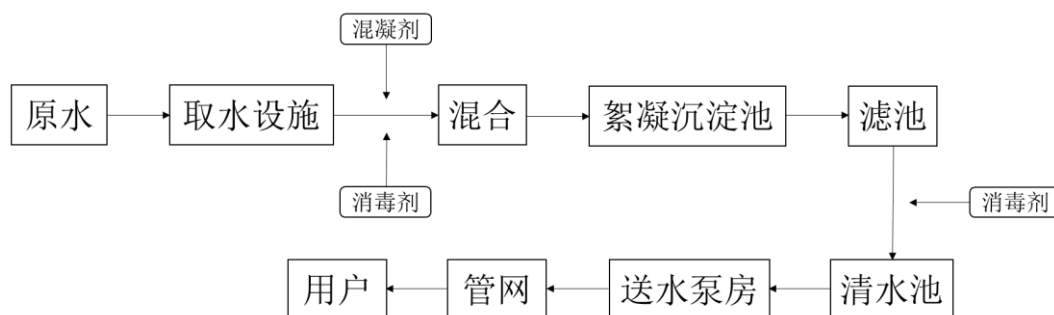 混凝剂
原水
取水设施
混合
絮凝沉淀池
滤池
消毒剂
消毒剂
用户
管网
送水泵房
清水池